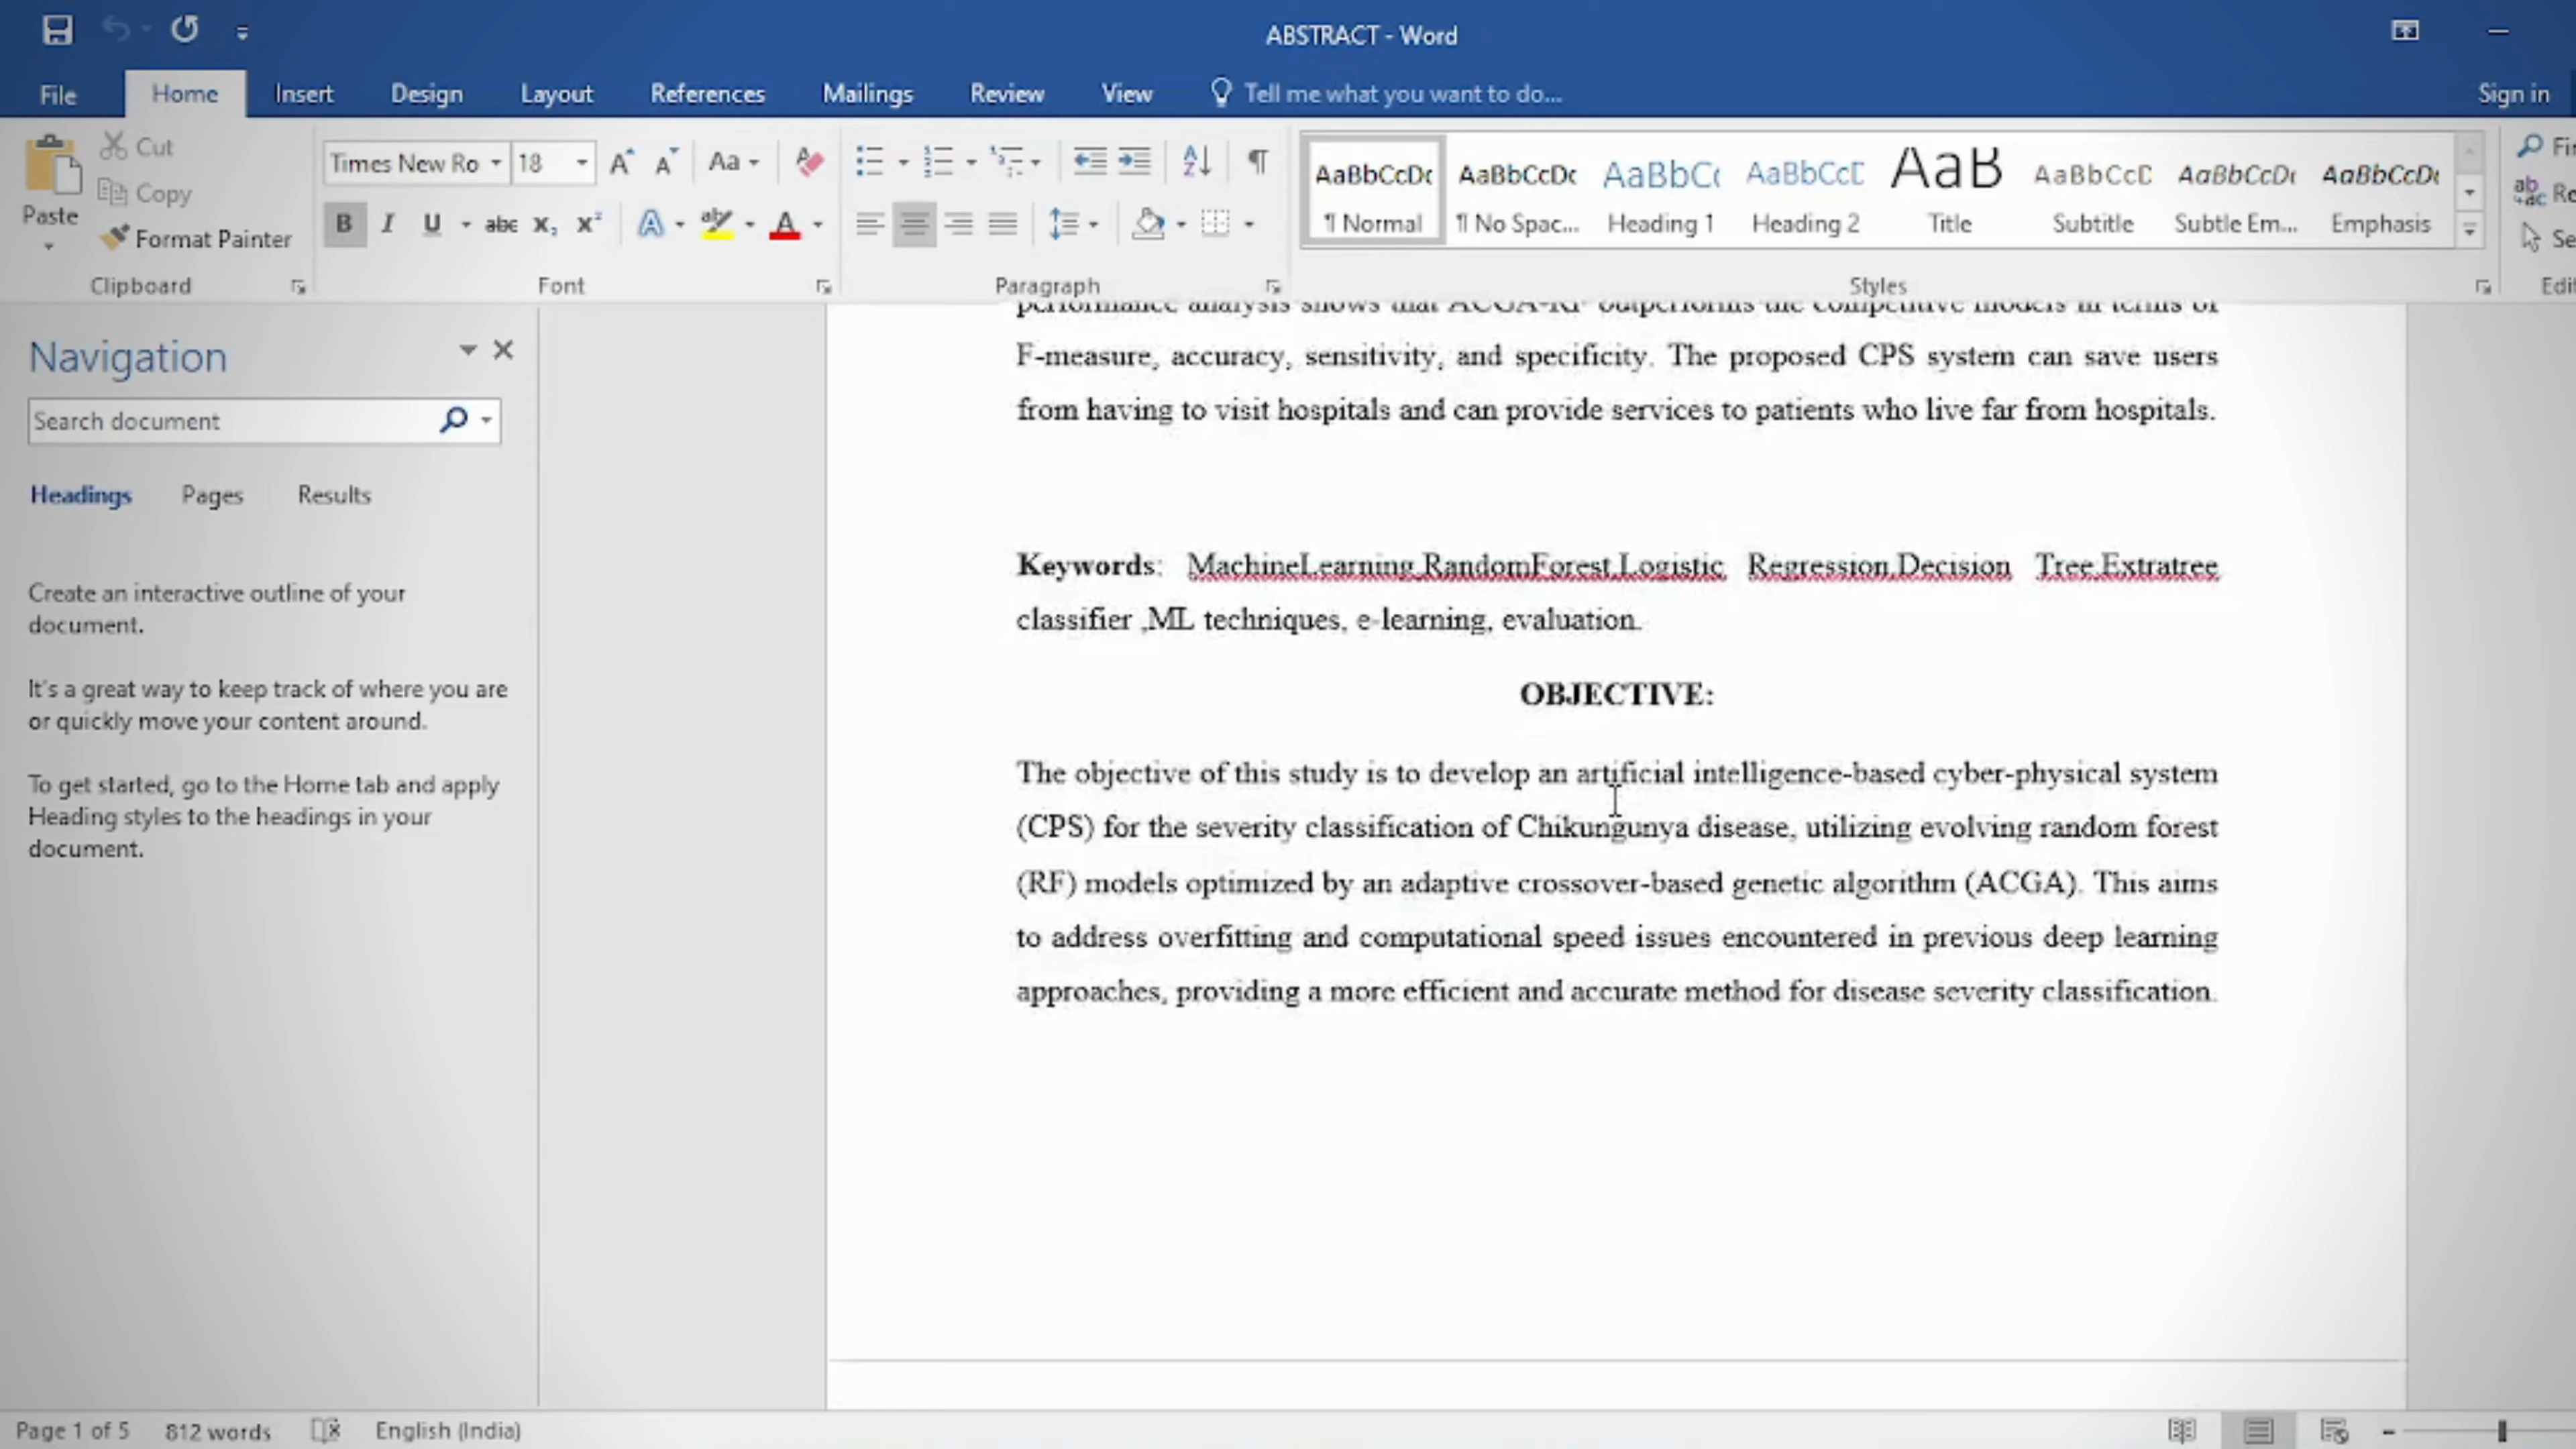 ABSTRACT - Word
File Home Insert Design Layout References Mailings Review View Tell me what you want to do... Sign in
Cut
Copy
Paste
Format Painter
Clipboard
Times New Ro 18
Font
Paragraph
AaBbCcDc AaBbCcDc AaBbC AaBbCcD AaB AaBbCcD AaBbCcDt AaBbCcDt
¶ Normal ¶ No Spac... Heading 1 Heading 2 Title Subtitle Subtle Em... Emphasis
Styles
Navigation
Search document
Headings Pages Results
Create an interactive outline of your
document.
It's a great way to keep track of where you are
or quickly move your content around.
To get started, go to the Home tab and apply
Heading styles to the headings in your
document.
performance analysis shows that ACGA-RF outperforms the competitive models in terms of
F-measure, accuracy, sensitivity, and specificity. The proposed CPS system can save users
from having to visit hospitals and can provide services to patients who live far from hospitals.
Keywords: MachineLearning,RandomForest,Logistic Regression,Decision Tree,Extratree
classifier ,ML techniques, e-learning, evaluation.
OBJECTIVE:
The objective of this study is to develop an artificial intelligence-based cyber-physical system
(CPS) for the severity classification of Chikungunya disease, utilizing evolving random forest
(RF) models optimized by an adaptive crossover-based genetic algorithm (ACGA). This aims
to address overfitting and computational speed issues encountered in previous deep learning
approaches, providing a more efficient and accurate method for disease severity classification.
Page 1 of 5 812 words English (India)